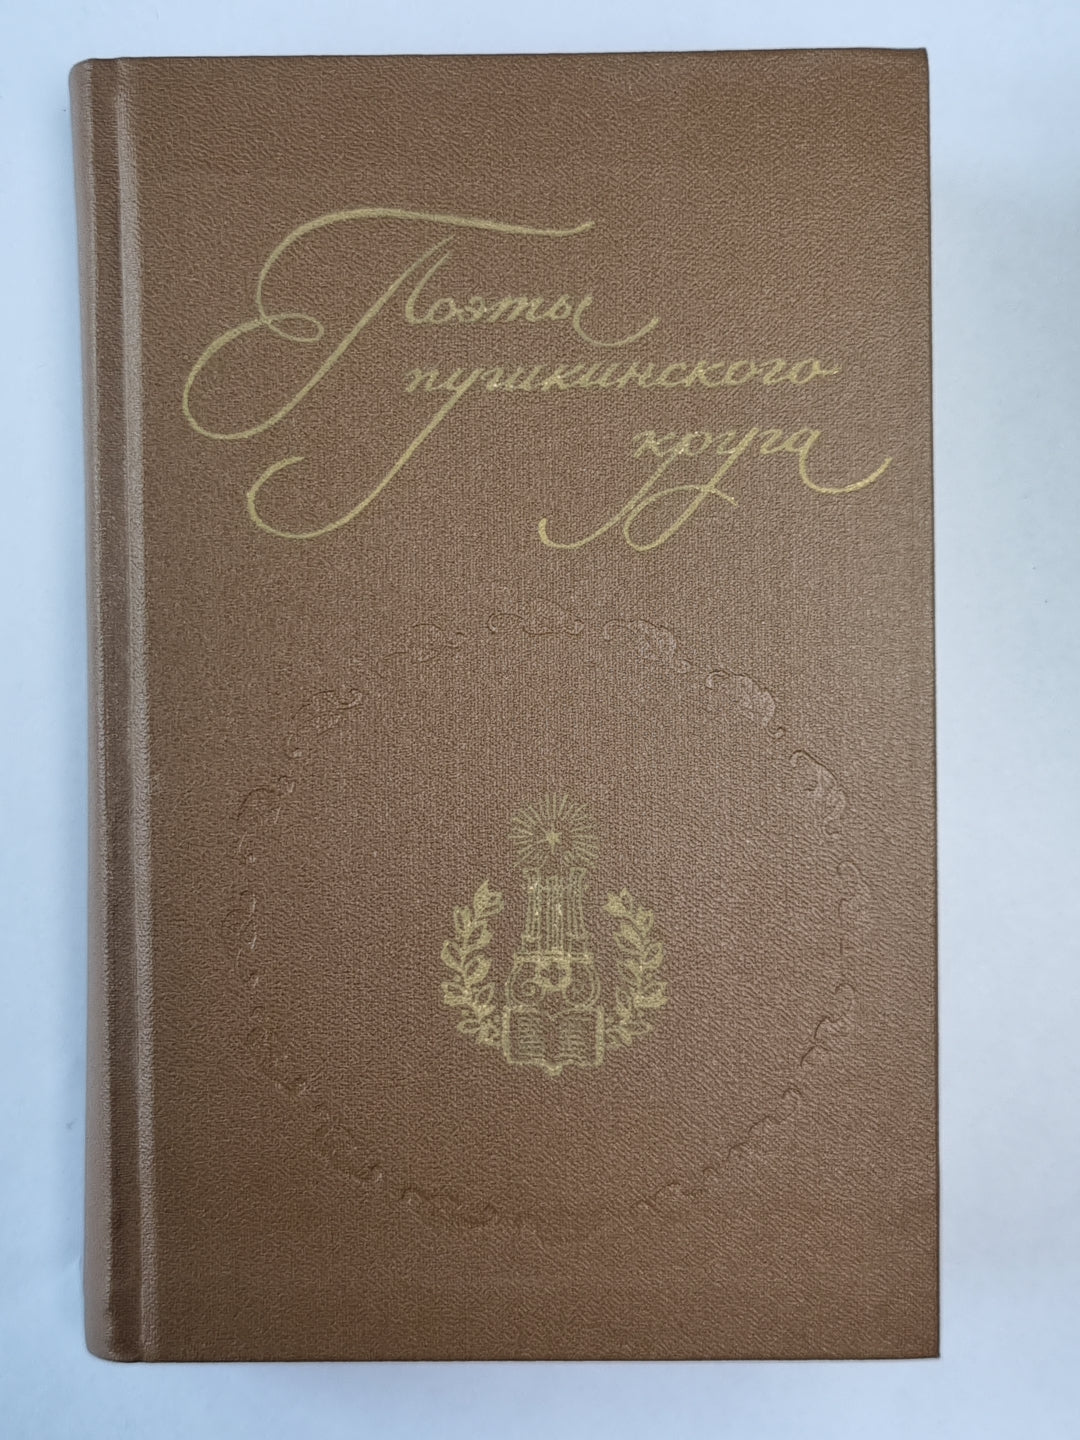 Поэты
пушкинского
круга